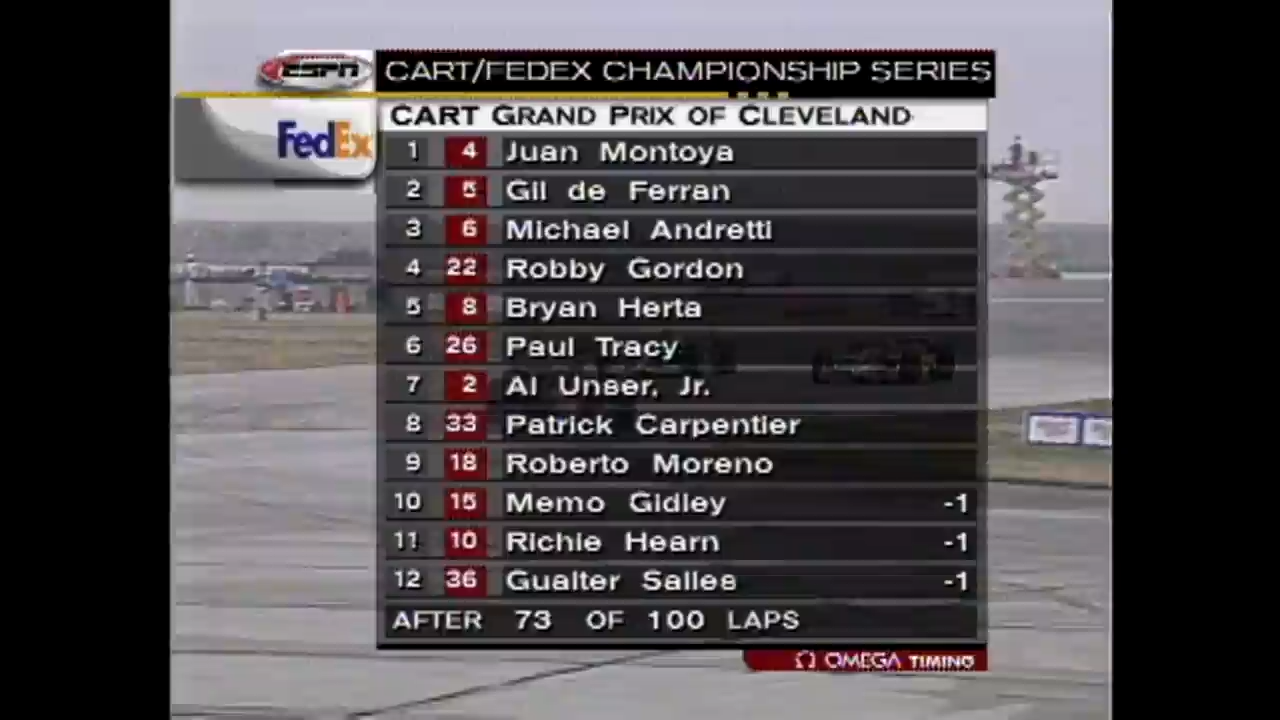 ESPN CART/FEDEX CHAMPIONSHIP SERIES
FedEx CART GRAND PRIX OF CLEVELAND
1 4 Juan Montoya
2 5 Gil de Ferran
3 6 Michael Andretti
4 22 Robby Gordon
5 8 Bryan Herta
6 26 Paul Tracy
7 2 Al Unser, Jr.
8 33 Patrick Carpentier
9 18 Roberto Moreno
10 15 Memo Gidley -1
11 10 Richie Hearn -1
12 36 Gualter Salles -1
AFTER 73 OF 100 LAPS
Ω OMEGA TIMING